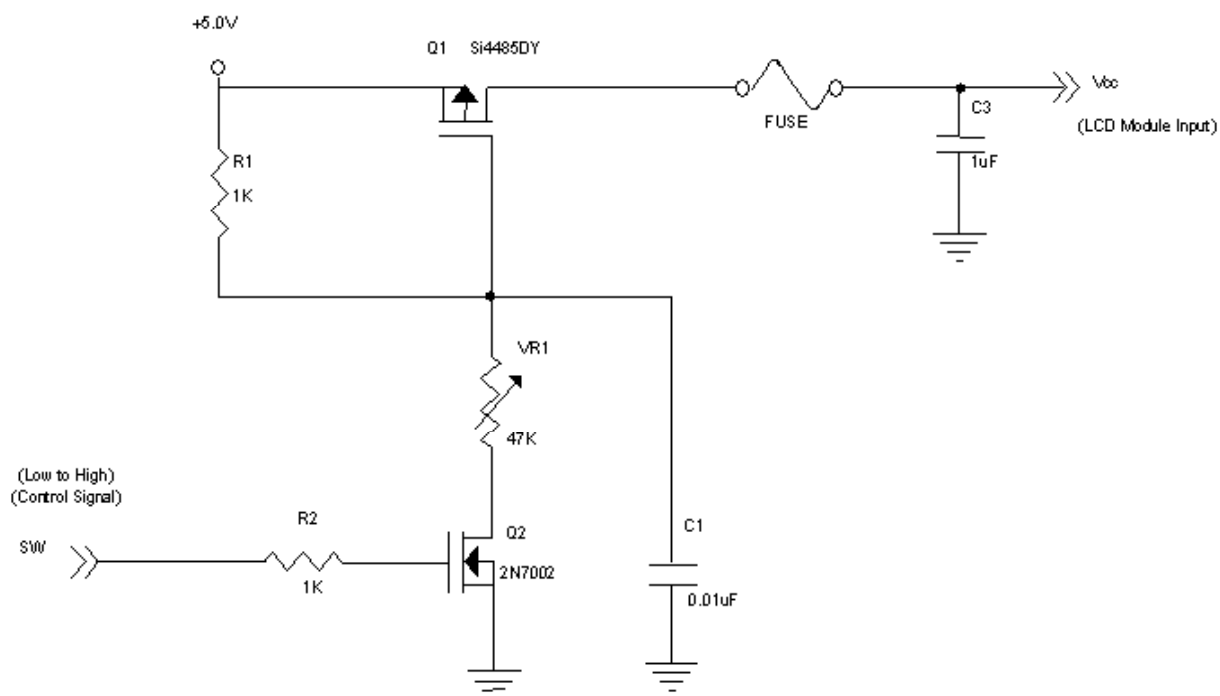 +5.0V
Q1 Si4485DY
R1
1K
FUSE
C3
1uF
Vcc
(LCD Module Input)
VR1
47K
(Low to High)
(Control Signal)
SW
R2
1K
Q2
2N7002
C1
0.01uF